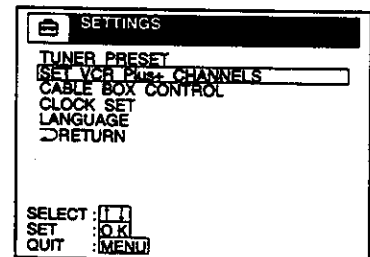 SETTINGS
TUNER PRESET
SET VCR Plus+ CHANNELS
CABLE BOX CONTROL
CLOCK SET
LANGUAGE
⊃RETURN
SELECT :[↑ ↓]
SET :[OK]
QUIT :[MENU]